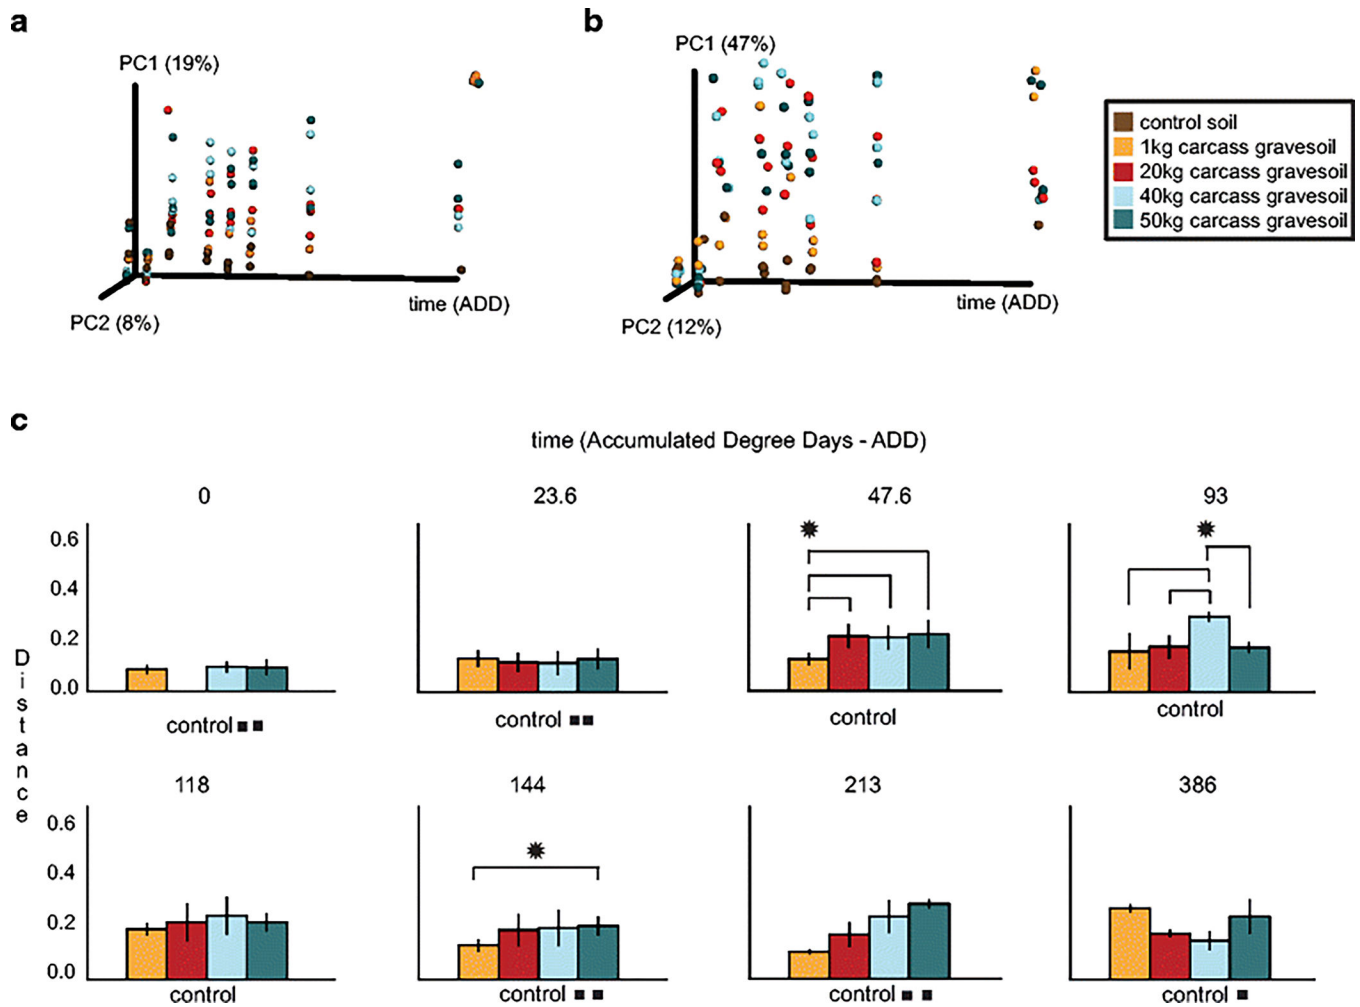 a
PC1 (19%)
PC2 (8%)
time (ADD)
b
PC1 (47%)
PC2 (12%)
time (ADD)
control soil
1kg carcass gravesoil
20kg carcass gravesoil
40kg carcass gravesoil
50kg carcass gravesoil
c
time (Accumulated Degree Days - ADD)
Distance
0
23.6
47.6
93
0.6
0.4
0.2
0.0
control ■ ■
control ■■
control
control
118
144
213
386
0.6
0.4
0.2
0.0
control
control ■ ■
control ■ ■
control ■